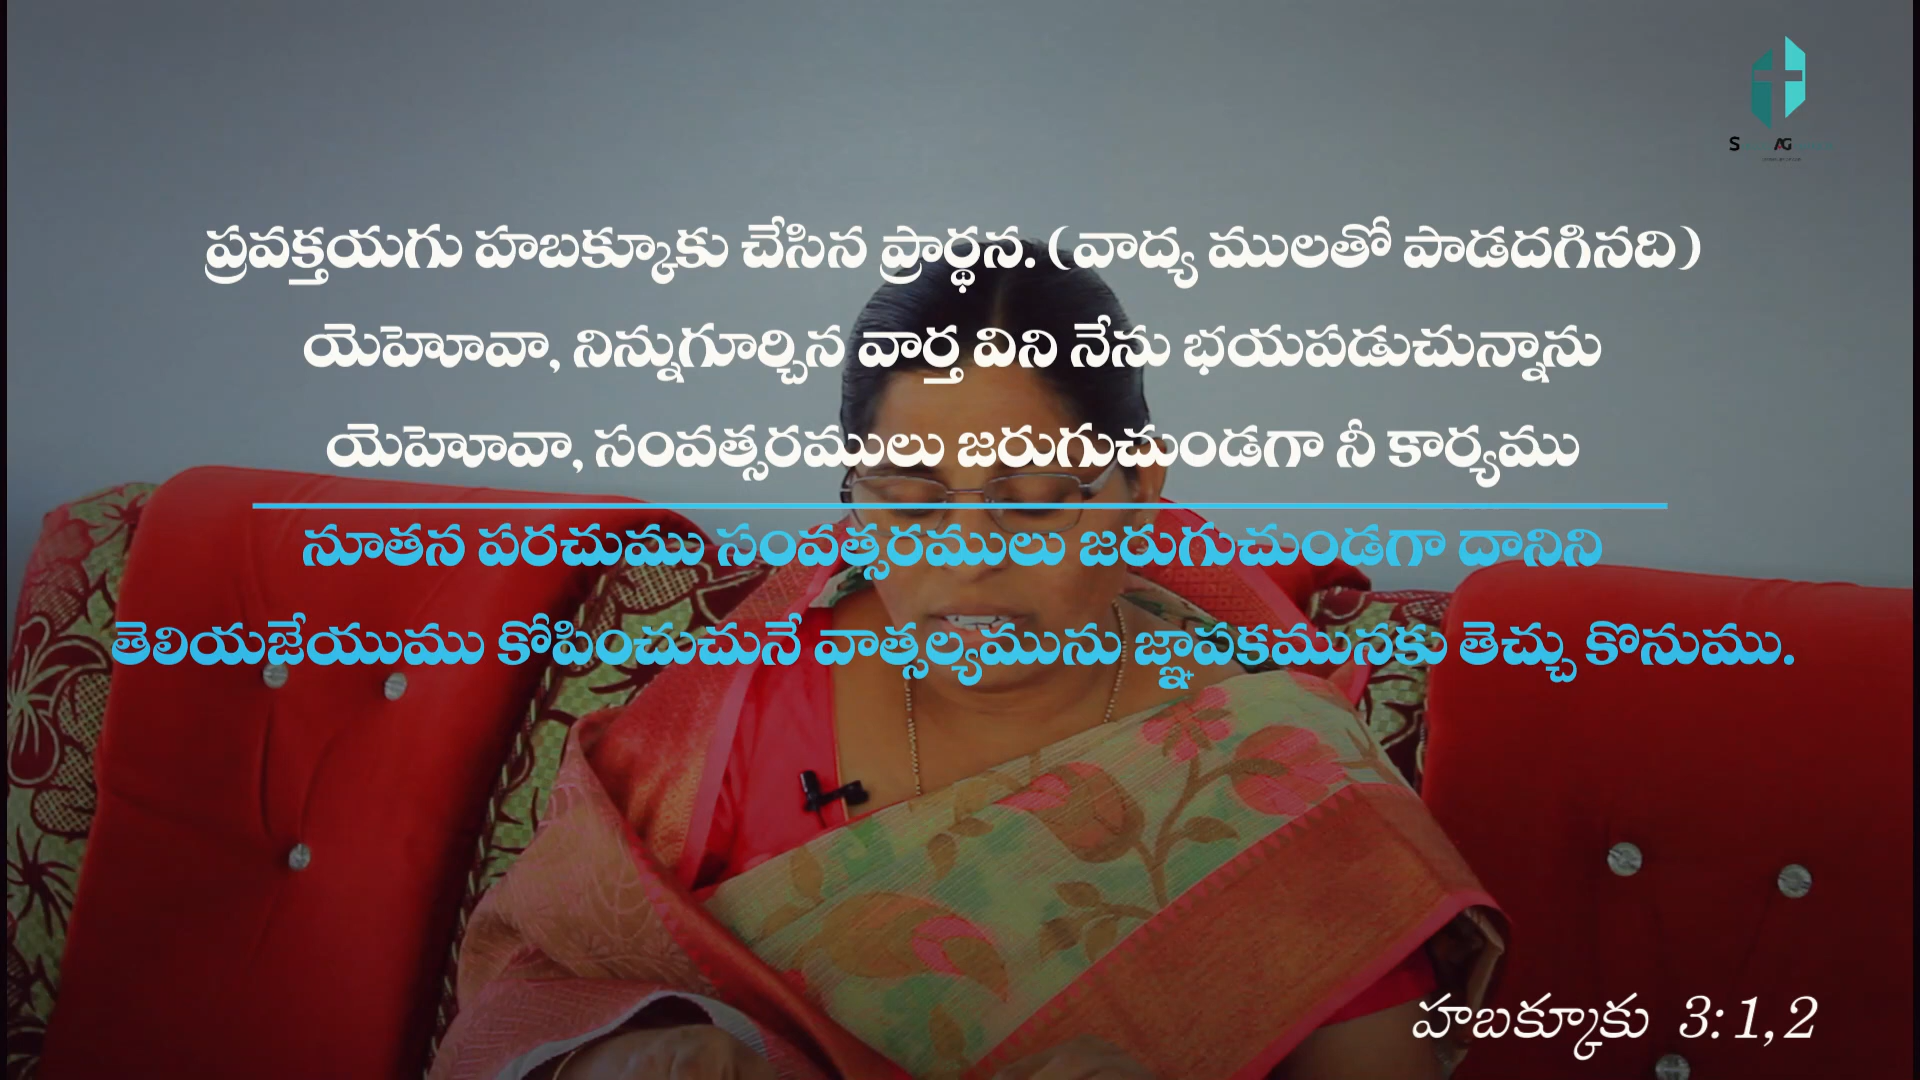 S AG
ప్రవక్తయగు హబక్కూకు చేసిన ప్రార్థన. (వాద్య ములతో పాడదగినది)
యెహోవా, నిన్నుగూర్చిన వార్త విని నేను భయపడుచున్నాను
యెహోవా, సంవత్సరములు జరుగుచుండగా నీ కార్యము
నూతన పరచుము సంవత్సరములు జరుగుచుండగా దానిని
తెలియజేయుము కోపించుచునే వాత్సల్యమును జ్ఞాపకమునకు తెచ్చు కొనుము.
హబక్కూకు 3:1,2